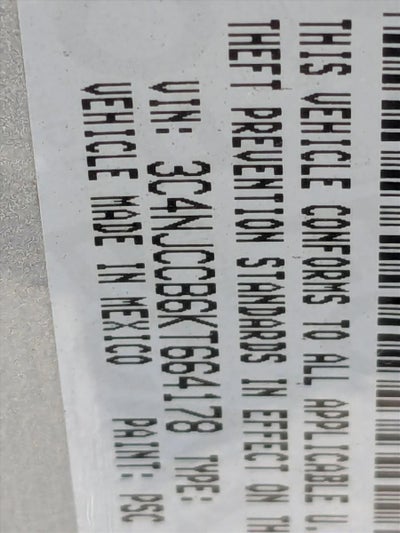 THIS VEHICLE CONFORMS TO ALL APPLICABLE U.
THEFT PREVENTION STANDARDS IN EFFECT ON TH
VIN: 3C4NJCCB6KT664178 TYPE:
VEHICLE MADE IN MEXICO PAINT: PSC